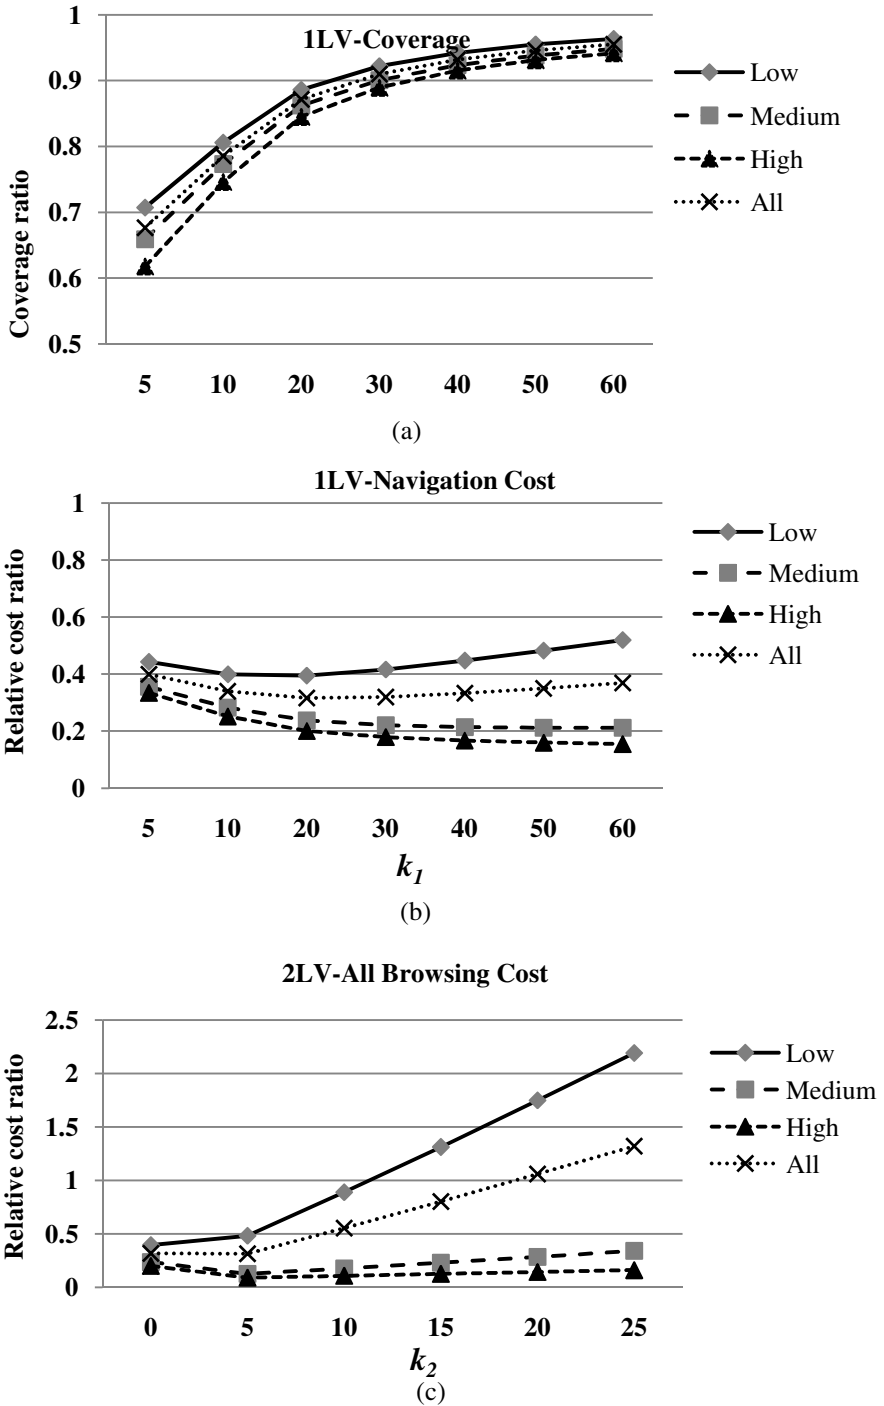 1LV-Coverage
Coverage ratio
1
0.9
0.8
0.7
0.6
0.5
5 10 20 30 40 50 60
Low
Medium
High
All
(a)
1LV-Navigation Cost
Relative cost ratio
1
0.8
0.6
0.4
0.2
0
5 10 20 30 40 50 60
k1
Low
Medium
High
All
(b)
2LV-All Browsing Cost
Relative cost ratio
2.5
2
1.5
1
0.5
0
0 5 10 15 20 25
k2
Low
Medium
High
All
(c)